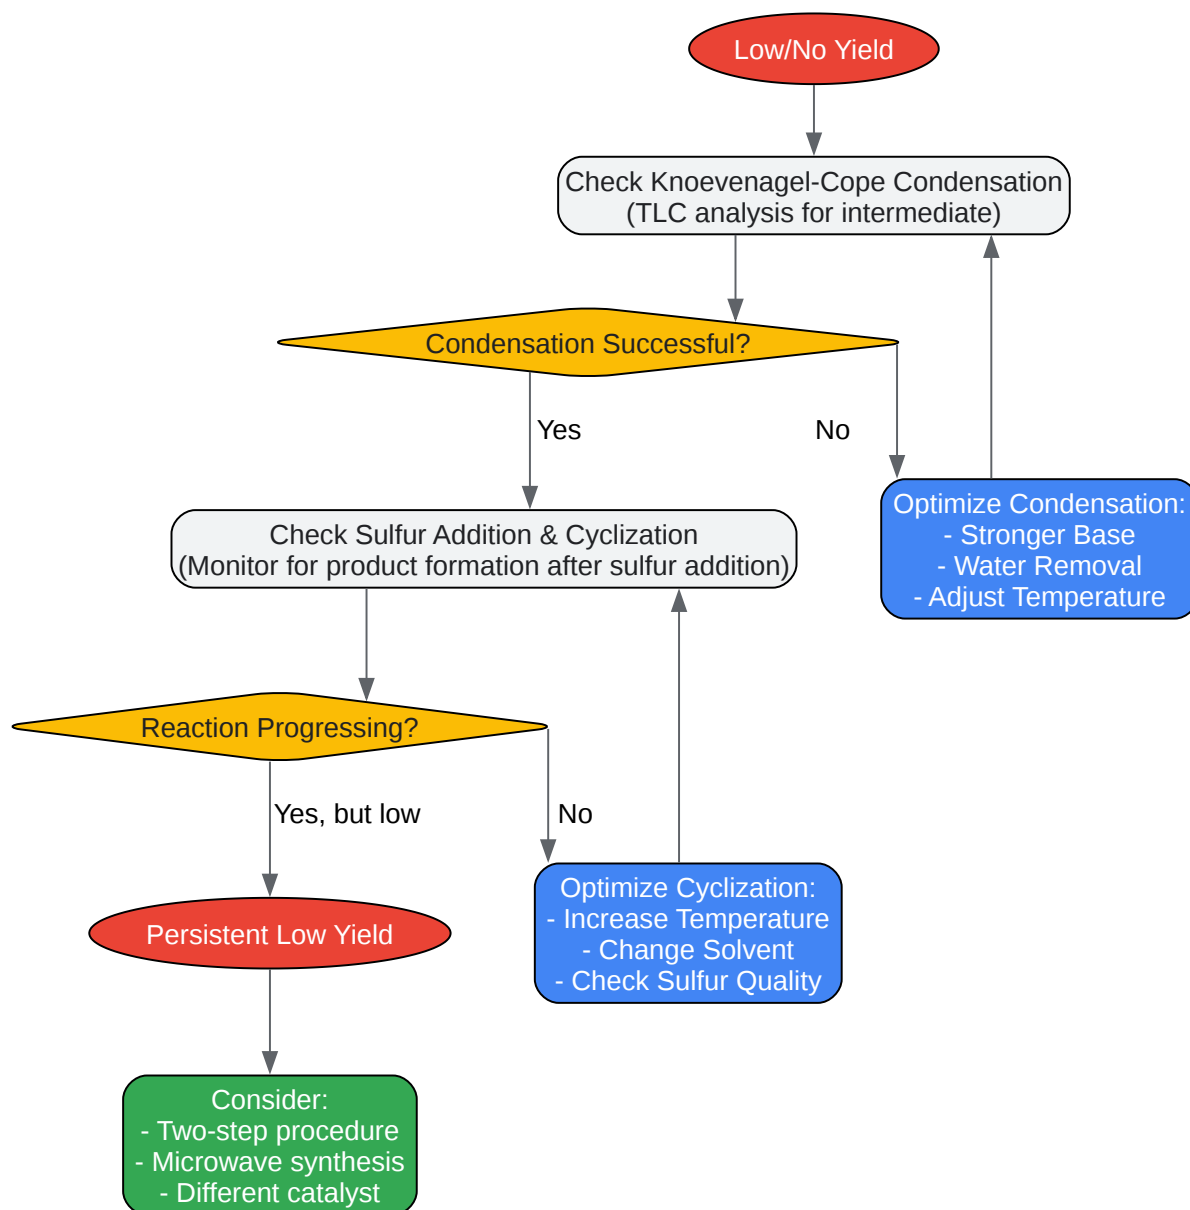 Low/No Yield
Check Knoevenagel-Cope Condensation
(TLC analysis for intermediate)
Condensation Successful?
Yes
No
Optimize Condensation:
- Stronger Base
- Water Removal
- Adjust Temperature
Check Sulfur Addition & Cyclization
(Monitor for product formation after sulfur addition)
Reaction Progressing?
Yes, but low
No
Optimize Cyclization:
- Increase Temperature
- Change Solvent
- Check Sulfur Quality
Persistent Low Yield
Consider:
- Two-step procedure
- Microwave synthesis
- Different catalyst